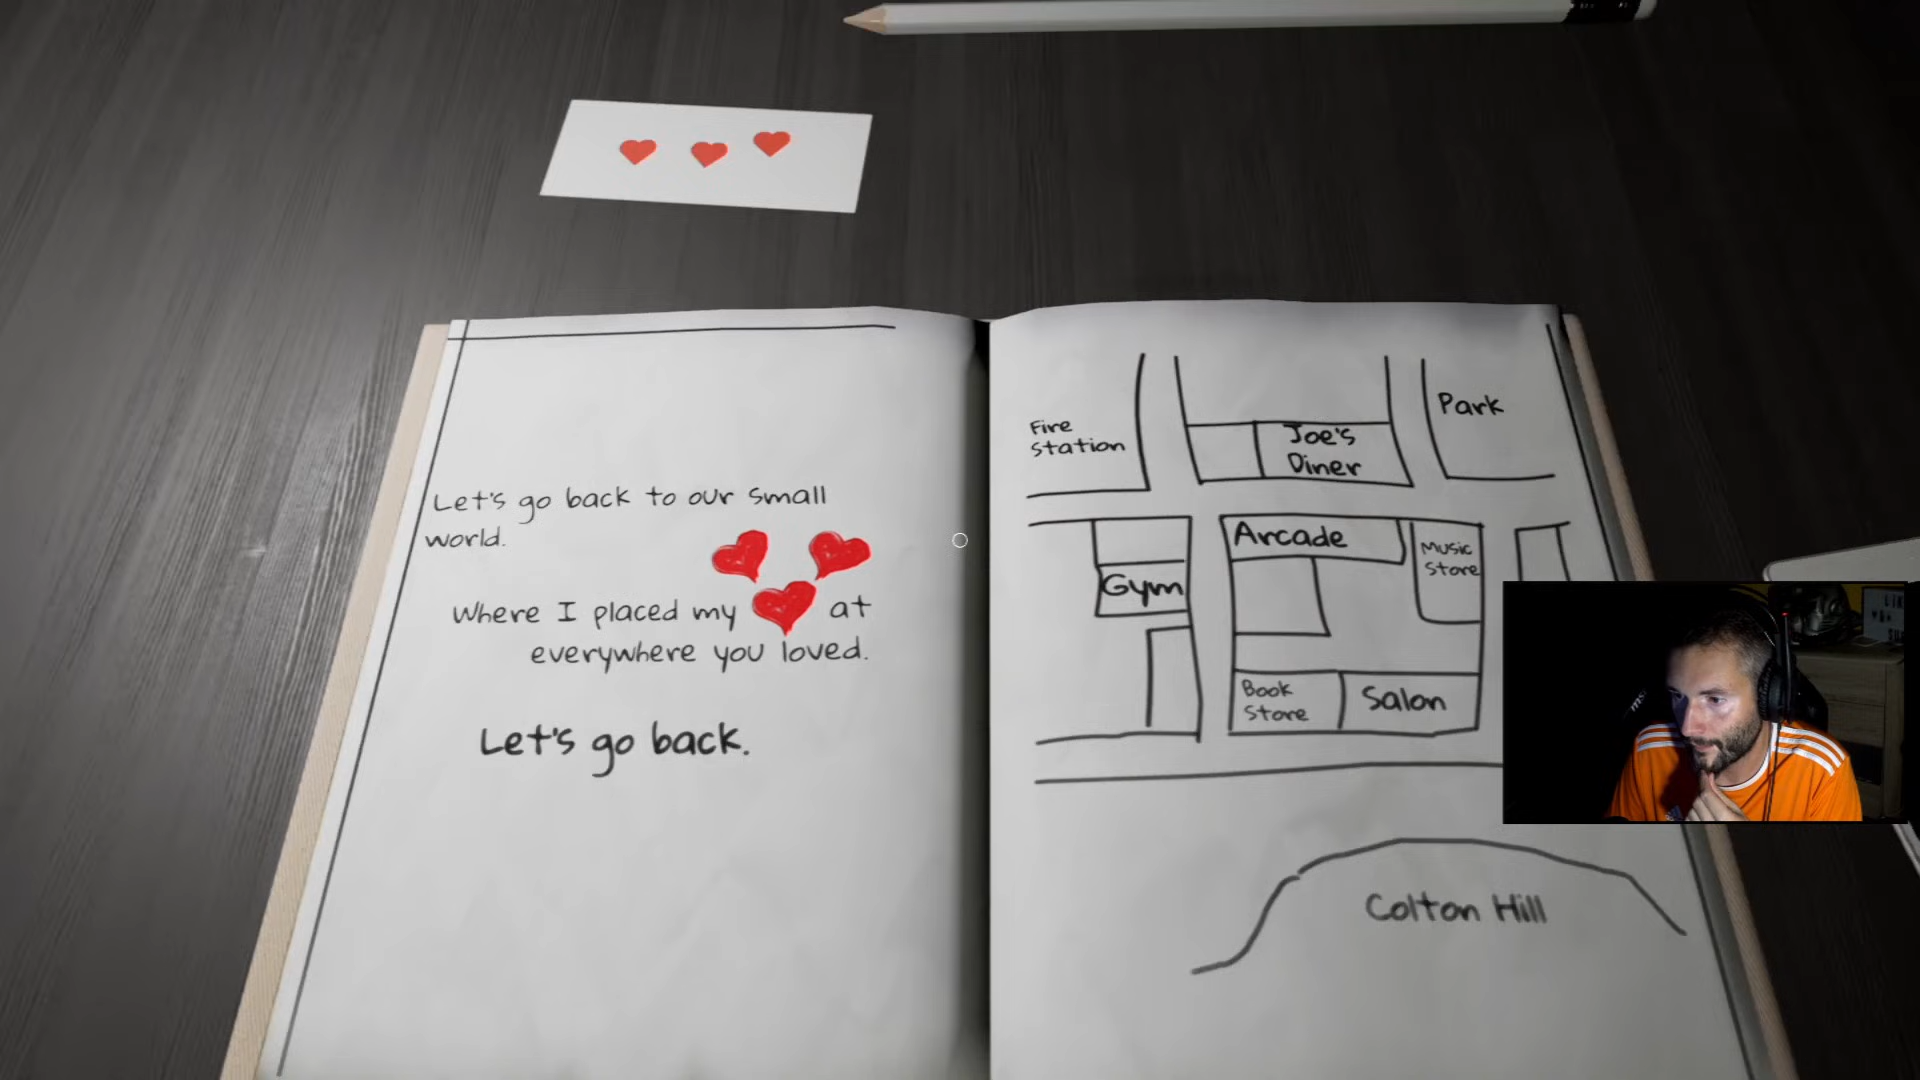 Let's go back to our small
world.
Where I placed my at
everywhere you loved.
Let's go back.
Fire
Station
Joe's
Diner
Park
Arcade
Music
Store
Gym
Book
Store
Salon
Colton Hill